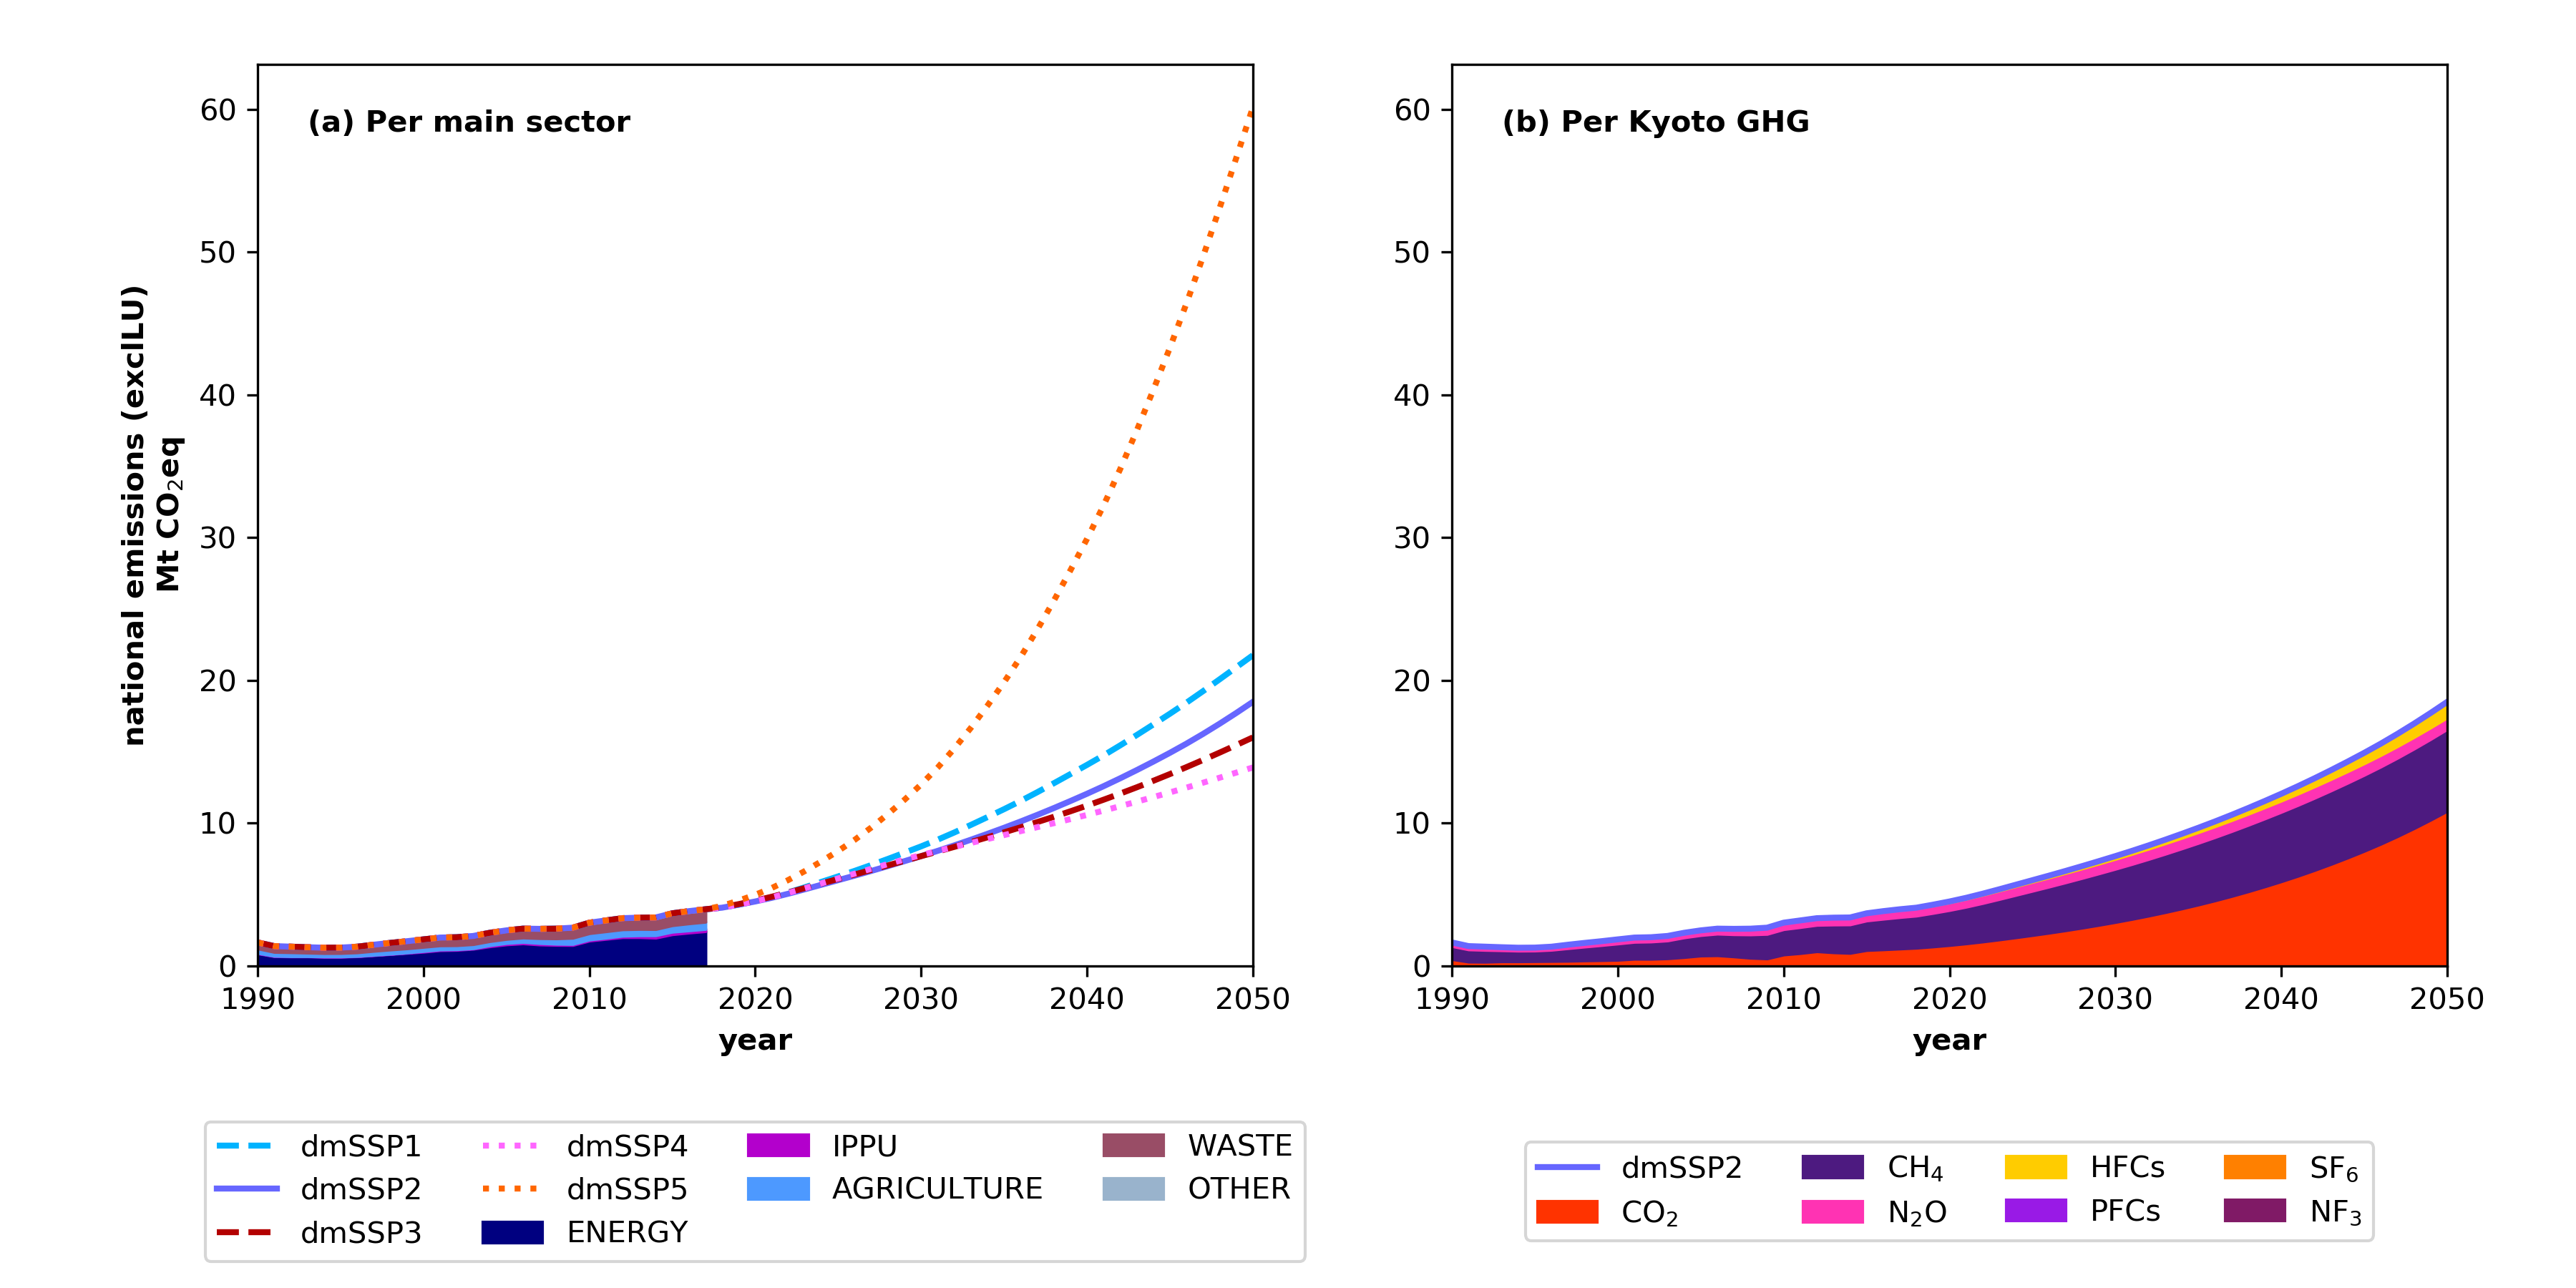 (a) Per main sector
national emissions (exclLU)
Mt CO₂eq
60
50
40
30
20
10
0
1990 2000 2010 2020 2030 2040 2050
year
dmSSP1 dmSSP4 IPPU WASTE
dmSSP2 dmSSP5 AGRICULTURE OTHER
dmSSP3 ENERGY
(b) Per Kyoto GHG
60
50
40
30
20
10
0
1990 2000 2010 2020 2030 2040 2050
year
dmSSP2 CH₄ HFCs SF₆
CO₂ N₂O PFCs NF₃